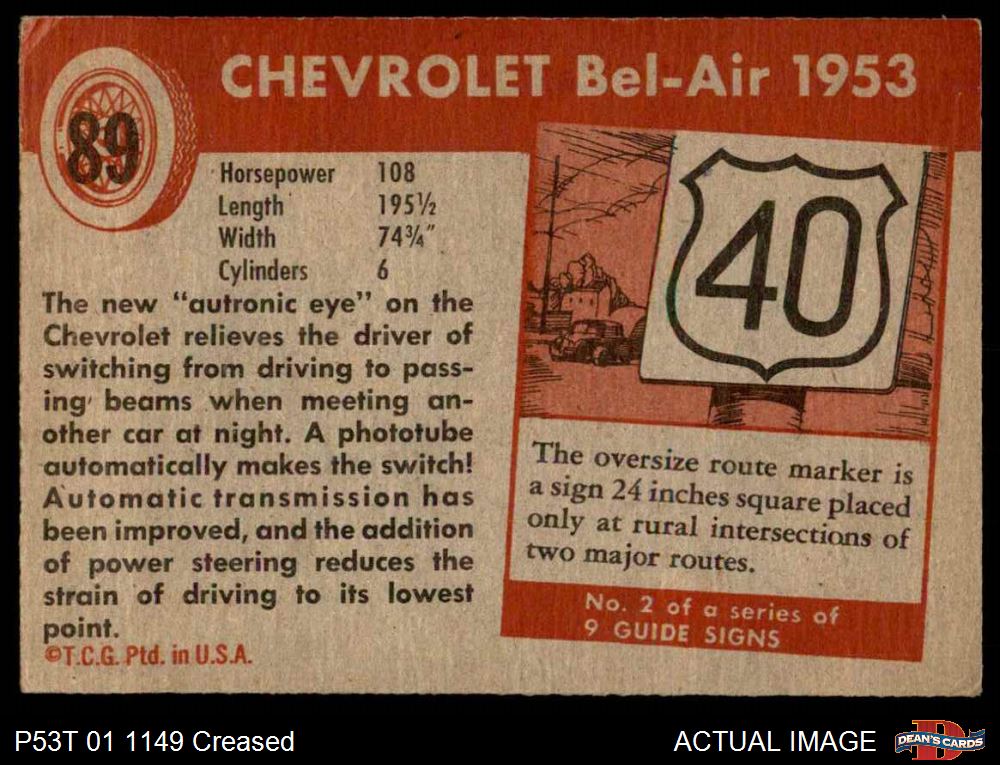 CHEVROLET Bel-Air 1953
89
Horsepower 108
Length 195½
Width 74¾"
Cylinders 6
The new "autronic eye" on the
Chevrolet relieves the driver of
switching from driving to pass-
ing beams when meeting an-
other car at night. A phototube
automatically makes the switch!
Automatic transmission has
been improved, and the addition
of power steering reduces the
strain of driving to its lowest
point.
©T.C.G. Ptd. in U.S.A.
40
The oversize route marker is
a sign 24 inches square placed
only at rural intersections of
two major routes.
No. 2 of a series of
9 GUIDE SIGNS
P53T 01 1149 Creased
ACTUAL IMAGE
DEAN'S CARDS